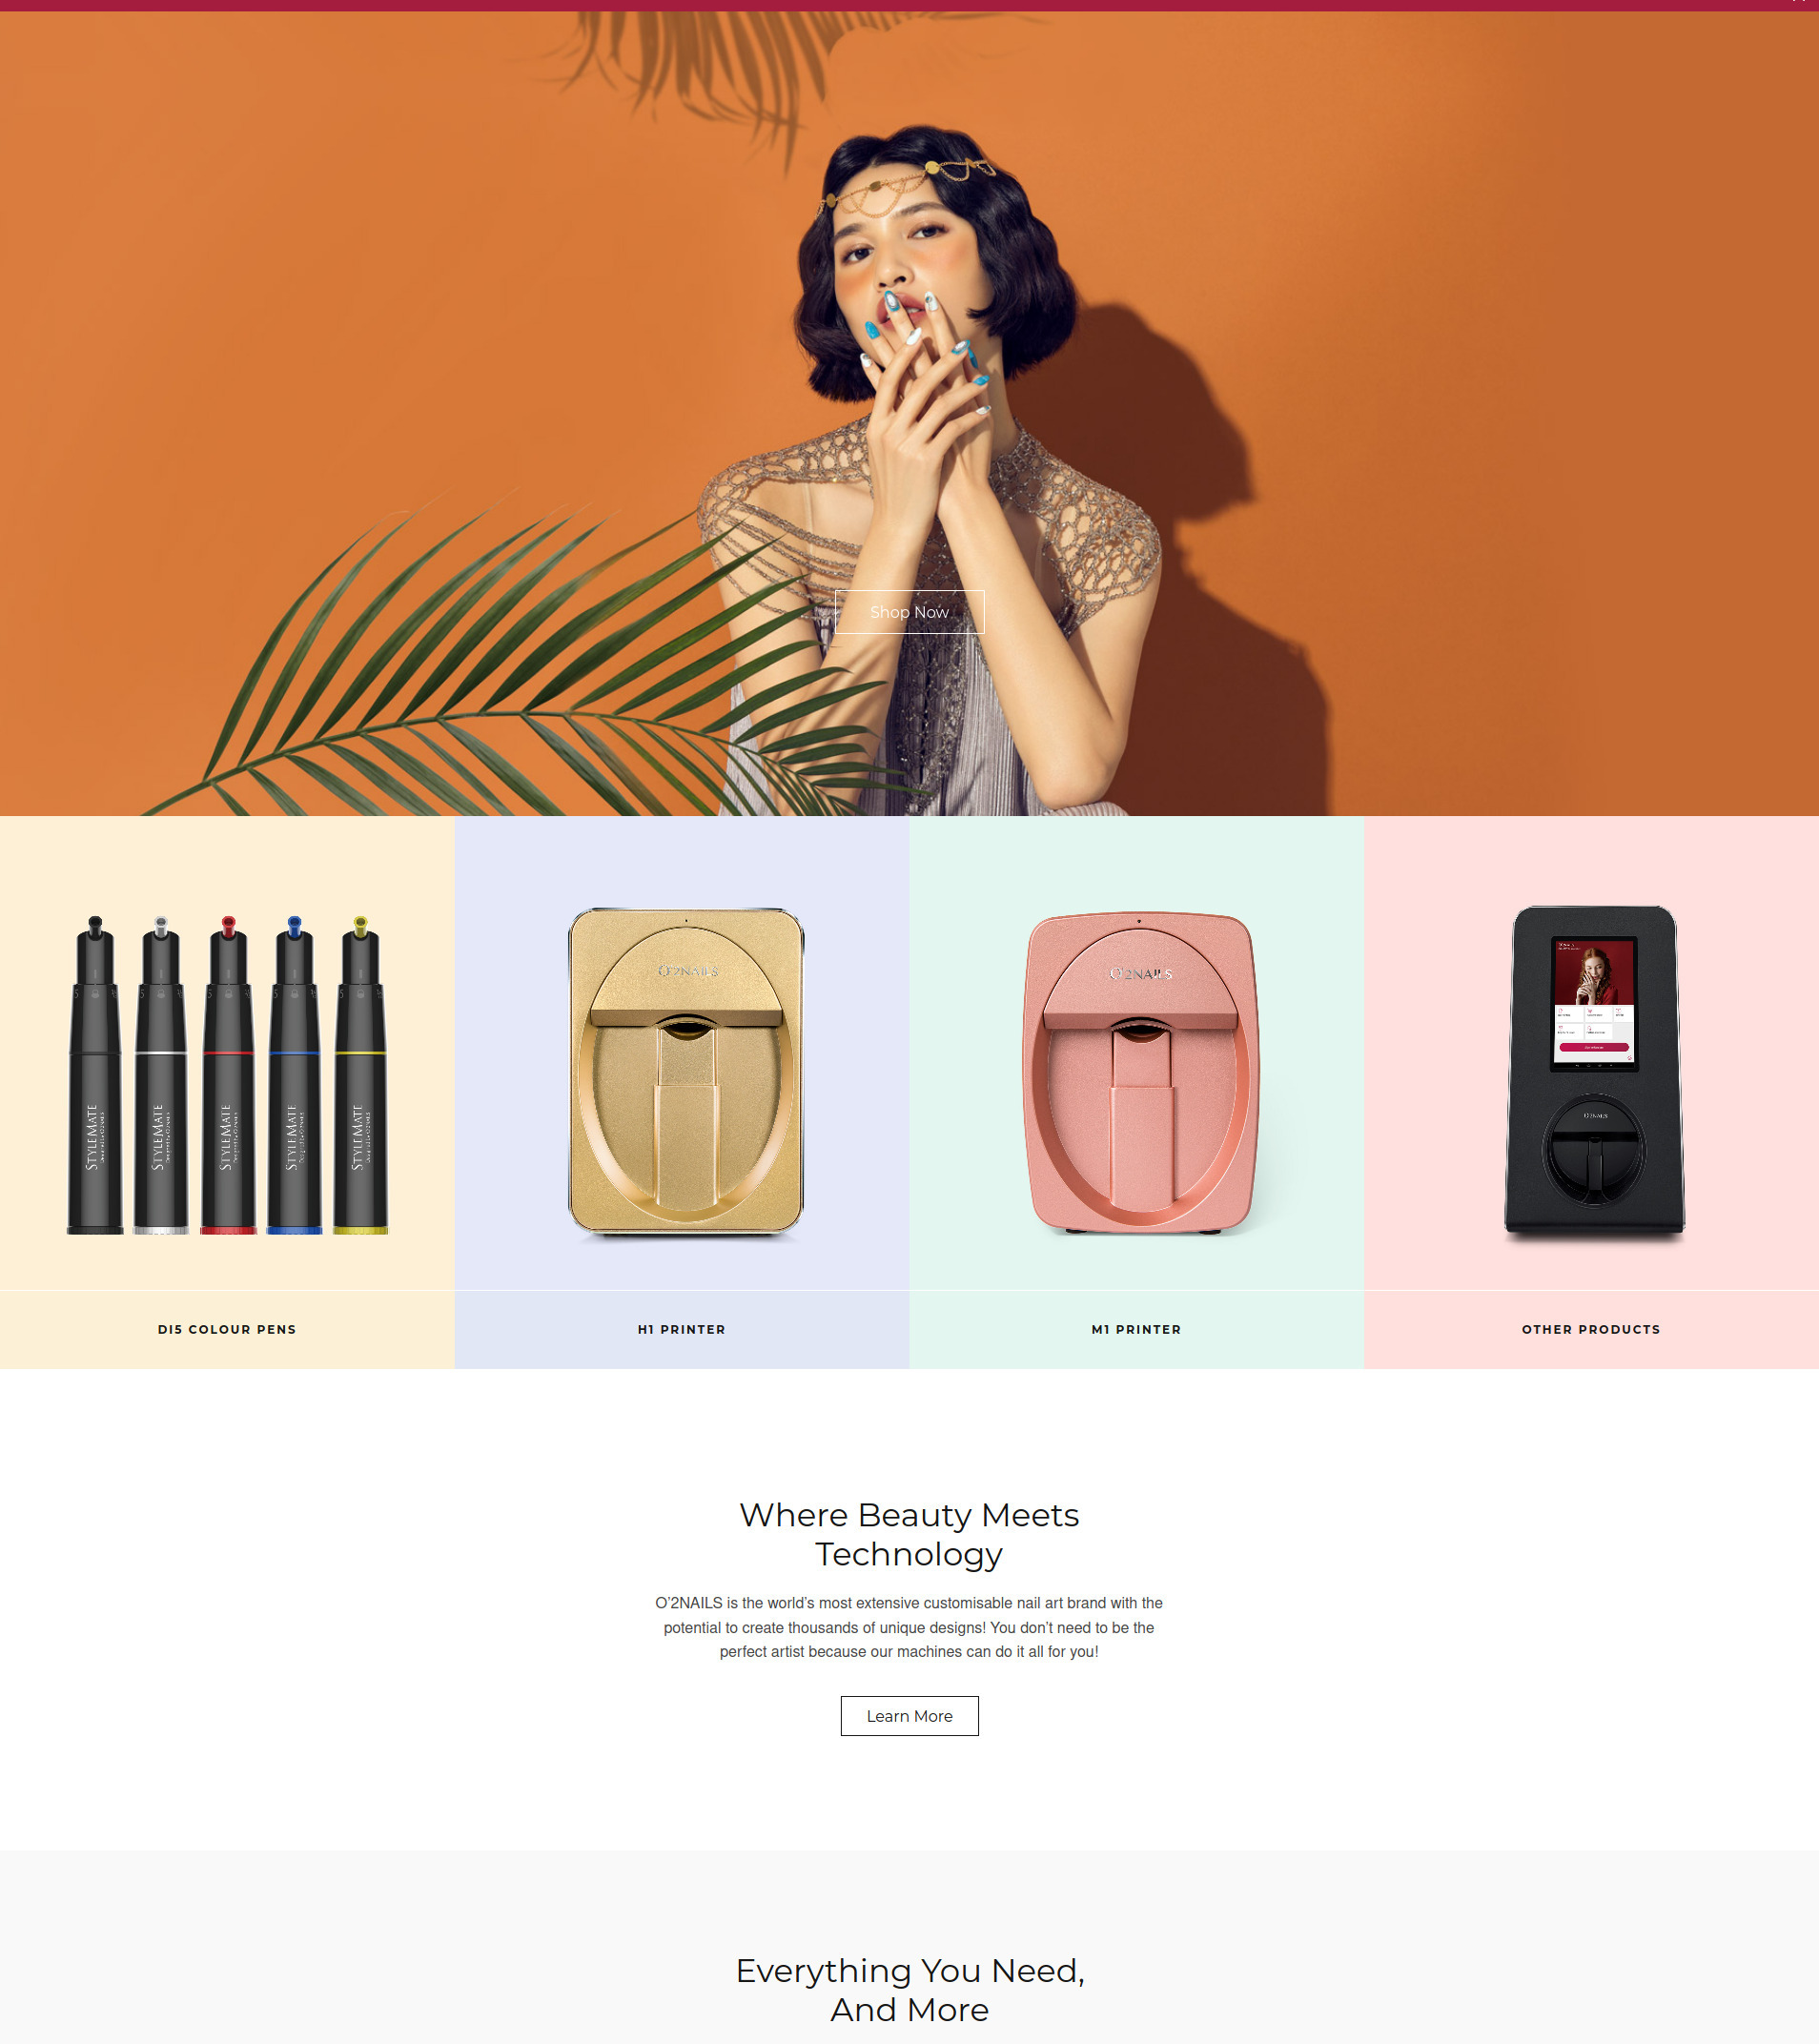 Shop Now
O'2NAILS
O'2NAILS
O'2NAILS
STYLEMATE
STYLEMATE
STYLEMATE
STYLEMATE
STYLEMATE
DI5 COLOUR PENS
H1 PRINTER
M1 PRINTER
OTHER PRODUCTS
Where Beauty Meets
Technology
O’2NAILS is the world’s most extensive customisable nail art brand with the
potential to create thousands of unique designs! You don’t need to be the
perfect artist because our machines can do it all for you!
Learn More
Everything You Need,
And More